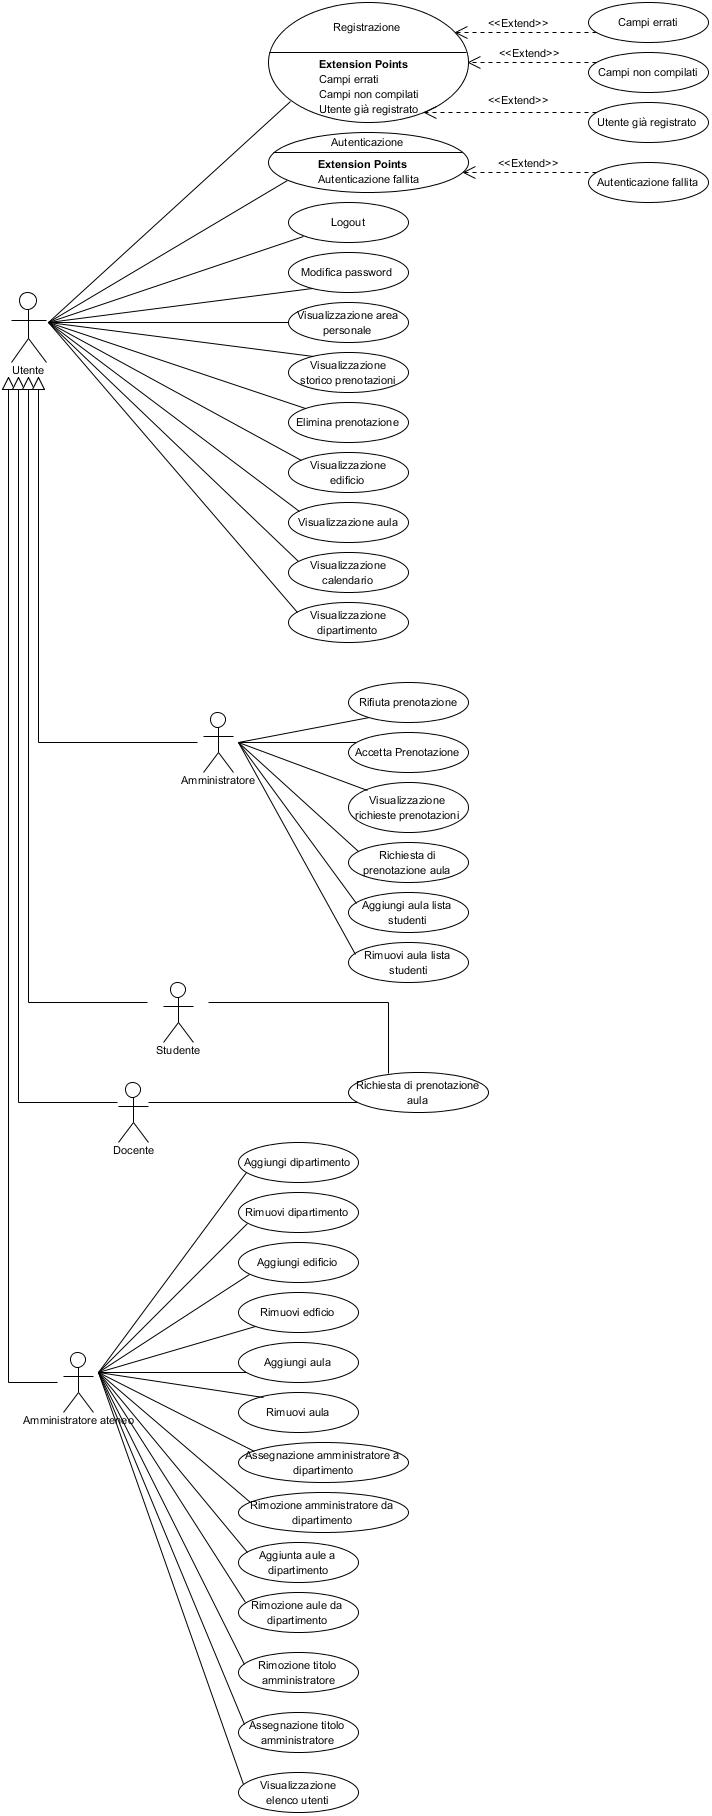 Registrazione
Extension Points
Campi errati
Campi non compilati
Utente già registrato
<<Extend>>
Campi errati
<<Extend>>
Campi non compilati
<<Extend>>
Utente già registrato
Autenticazione
Extension Points
Autenticazione fallita
<<Extend>>
Autenticazione fallita
Logout
Modifica password
Visualizzazione area
personale
Utente
Visualizzazione
storico prenotazioni
Elimina prenotazione
Visualizzazione
edificio
Visualizzazione aula
Visualizzazione
calendario
Visualizzazione
dipartimento
Rifiuta prenotazione
Accetta Prenotazione
Amministratore
Visualizzazione
richieste prenotazioni
Richiesta di
prenotazione aula
Aggiungi aula lista
studenti
Rimuovi aula lista
studenti
Studente
Richiesta di prenotazione
aula
Docente
Aggiungi dipartimento
Rimuovi dipartimento
Aggiungi edificio
Rimuovi edficio
Aggiungi aula
Rimuovi aula
Amministratore ateneo
Assegnazione amministratore a
dipartimento
Rimozione amministratore da
dipartimento
Aggiunta aule a
dipartimento
Rimozione aule da
dipartimento
Rimozione titolo
amministratore
Assegnazione titolo
amministratore
Visualizzazione
elenco utenti